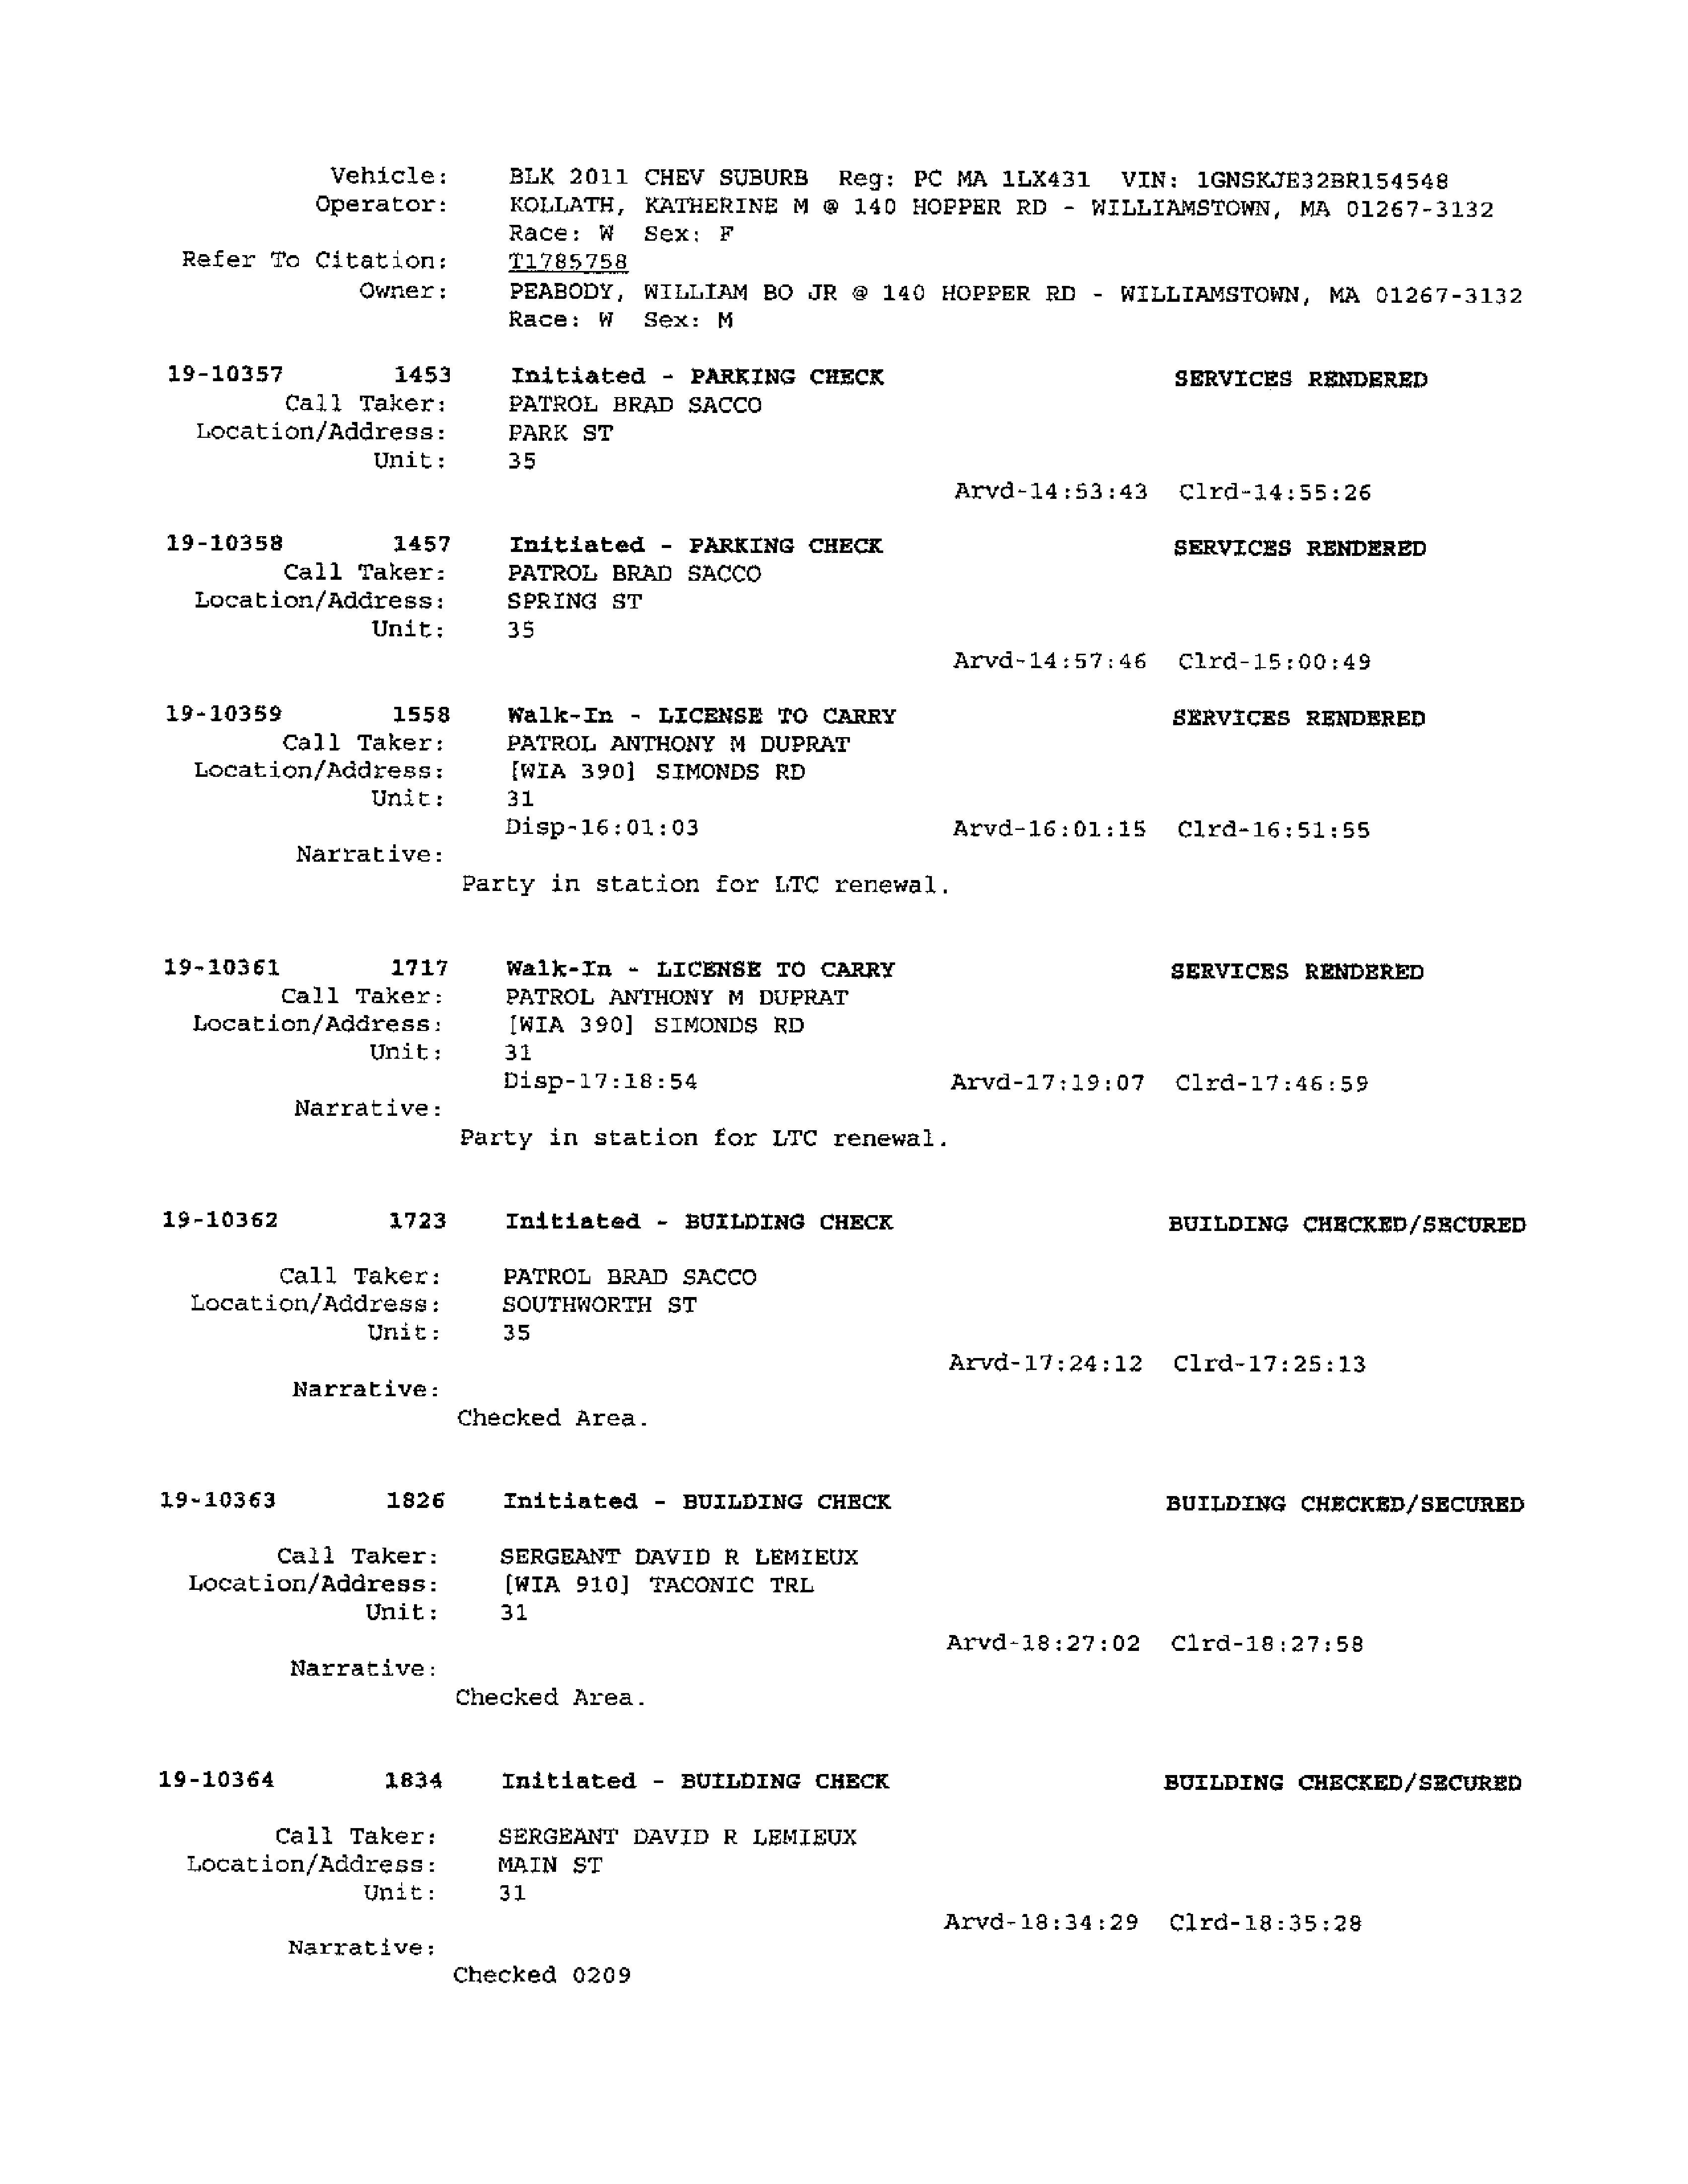 Vehicle: BLK 2011 CHEV SUBURB Reg: PC MA 1LX431 VIN: 1GNSKJE32BR154548
Operator: KOLLATH, KATHERINE M @ 140 HOPPER RD - WILLIAMSTOWN, MA 01267-3132
Race: W Sex: F
Refer To Citation: T1785758
Owner: PEABODY, WILLIAM BO JR @ 140 HOPPER RD - WILLIAMSTOWN, MA 01267-3132
Race: W Sex: M
19-10357 1453 Initiated - PARKING CHECK SERVICES RENDERED
Call Taker: PATROL BRAD SACCO
Location/Address: PARK ST
Unit: 35
Arvd-14:53:43 Clrd-14:55:26
19-10358 1457 Initiated - PARKING CHECK SERVICES RENDERED
Call Taker: PATROL BRAD SACCO
Location/Address: SPRING ST
Unit: 35
Arvd-14:57:46 Clrd-15:00:49
19-10359 1558 Walk-In - LICENSE TO CARRY SERVICES RENDERED
Call Taker: PATROL ANTHONY M DUPRAT
Location/Address: [WIA 390] SIMONDS RD
Unit: 31
Disp-16:01:03 Arvd-16:01:15 Clrd-16:51:55
Narrative:
Party in station for LTC renewal.
19-10361 1717 Walk-In - LICENSE TO CARRY SERVICES RENDERED
Call Taker: PATROL ANTHONY M DUPRAT
Location/Address: [WIA 390] SIMONDS RD
Unit: 31
Disp-17:18:54 Arvd-17:19:07 Clrd-17:46:59
Narrative:
Party in station for LTC renewal.
19-10362 1723 Initiated - BUILDING CHECK BUILDING CHECKED/SECURED
Call Taker: PATROL BRAD SACCO
Location/Address: SOUTHWORTH ST
Unit: 35
Arvd-17:24:12 Clrd-17:25:13
Narrative:
Checked Area.
19-10363 1826 Initiated - BUILDING CHECK BUILDING CHECKED/SECURED
Call Taker: SERGEANT DAVID R LEMIEUX
Location/Address: [WIA 910] TACONIC TRL
Unit: 31
Arvd-18:27:02 Clrd-18:27:58
Narrative:
Checked Area.
19-10364 1834 Initiated - BUILDING CHECK BUILDING CHECKED/SECURED
Call Taker: SERGEANT DAVID R LEMIEUX
Location/Address: MAIN ST
Unit: 31
Arvd-18:34:29 Clrd-18:35:28
Narrative:
Checked 0209